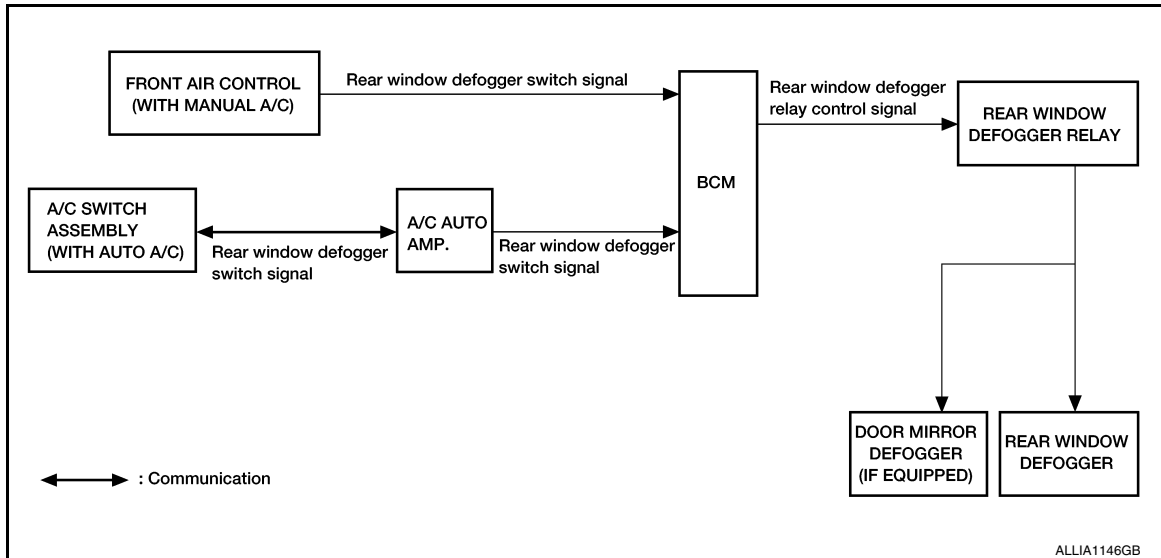 FRONT AIR CONTROL
(WITH MANUAL A/C)
Rear window defogger switch signal
BCM
Rear window defogger
relay control signal
REAR WINDOW
DEFOGGER RELAY
A/C SWITCH
ASSEMBLY
(WITH AUTO A/C)
Rear window defogger
switch signal
A/C AUTO
AMP.
Rear window defogger
switch signal
DOOR MIRROR
DEFOGGER
(IF EQUIPPED)
REAR WINDOW
DEFOGGER
: Communication
ALLIA1146GB